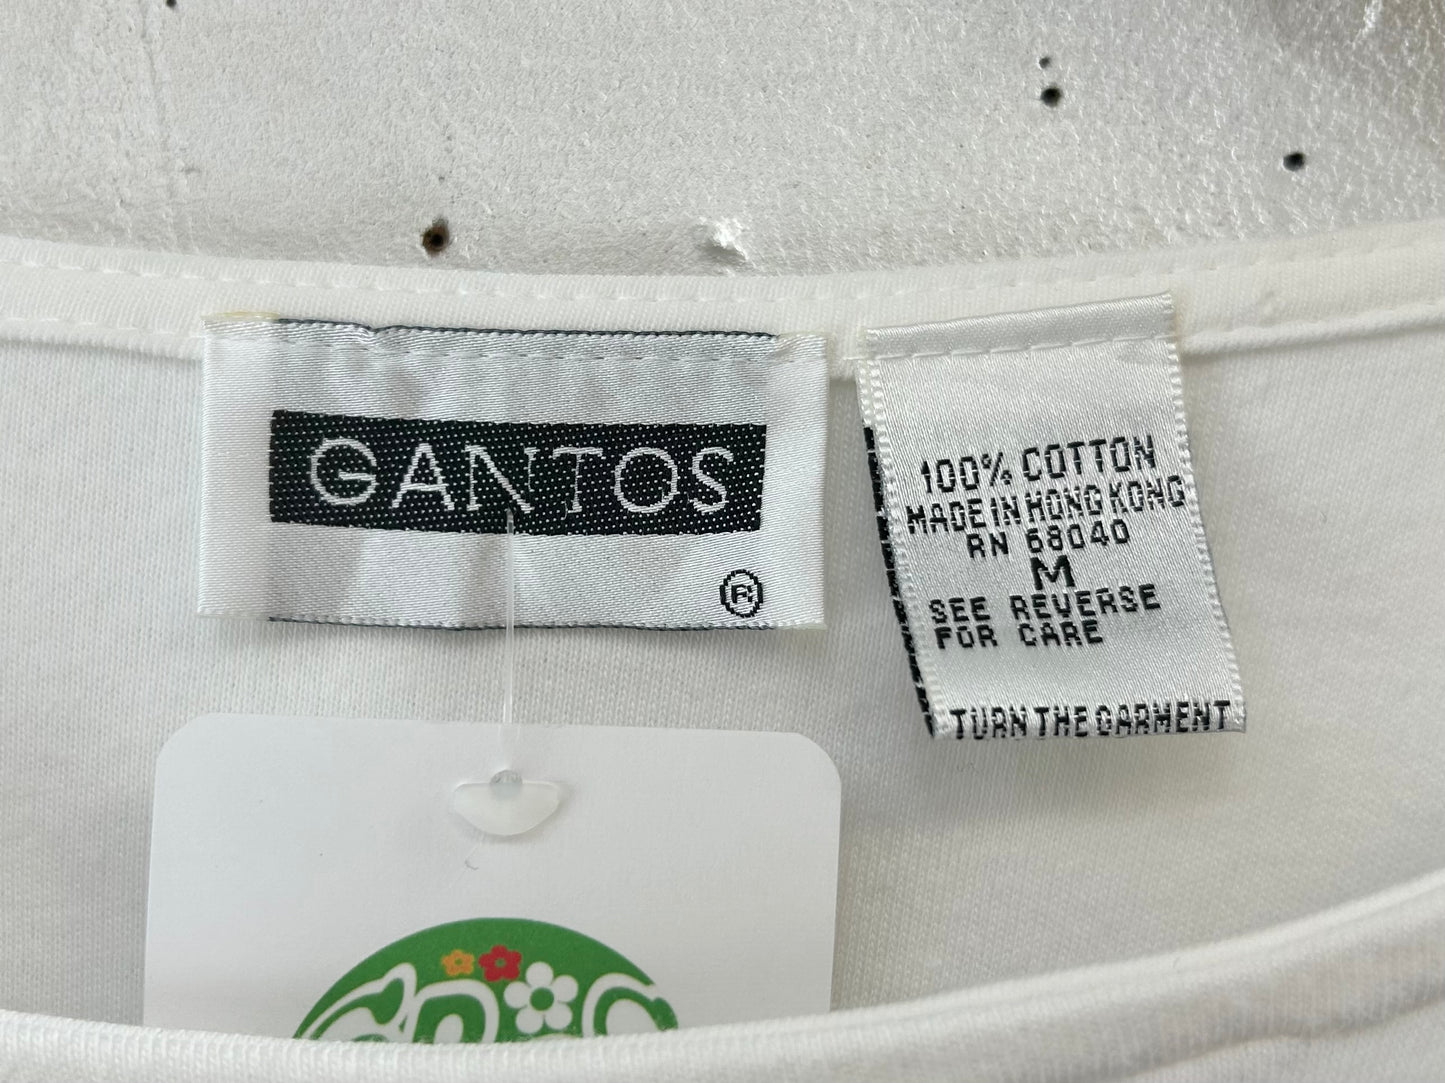 GANTOS
®
100% COTTON
MADE IN HONG KONG
RN 68040
M
SEE REVERSE
FOR CARE
TURN THE GARMENT